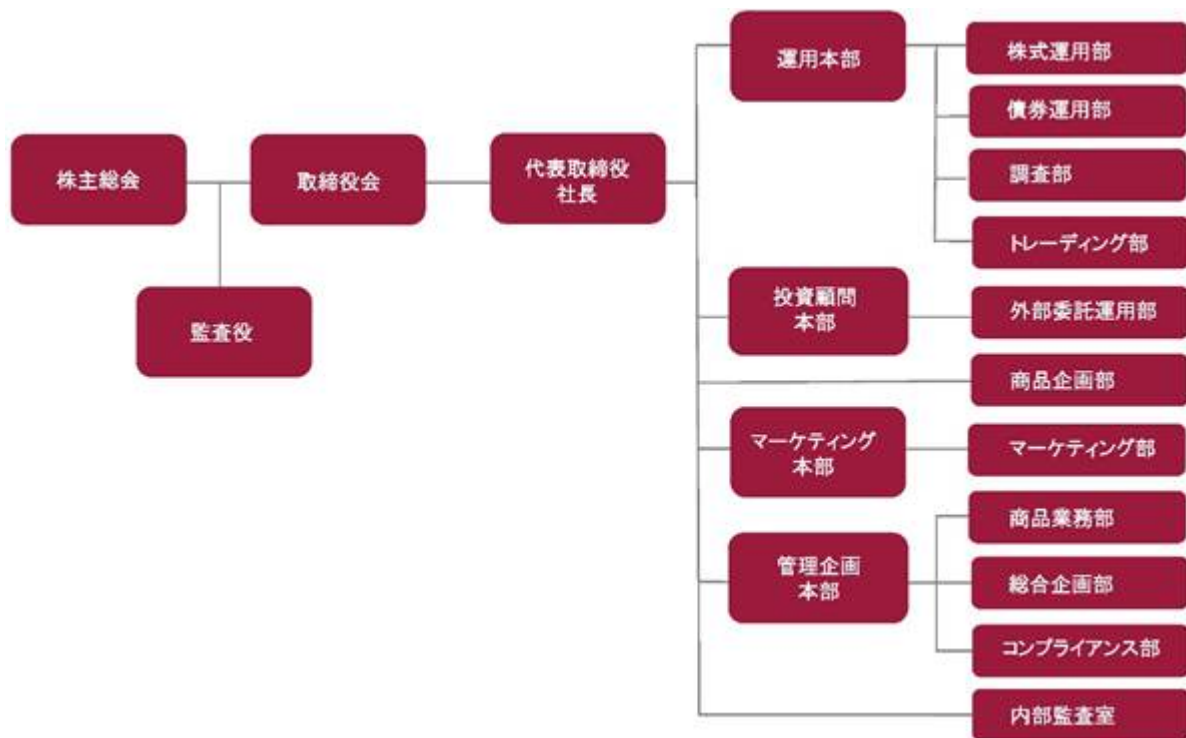 株主総会
取締役会
代表取締役
社長
監査役
運用本部
株式運用部
債券運用部
調査部
トレーディング部
投資顧問
本部
外部委託運用部
商品企画部
マーケティング
本部
マーケティング部
管理企画
本部
商品業務部
総合企画部
コンプライアンス部
内部監査室